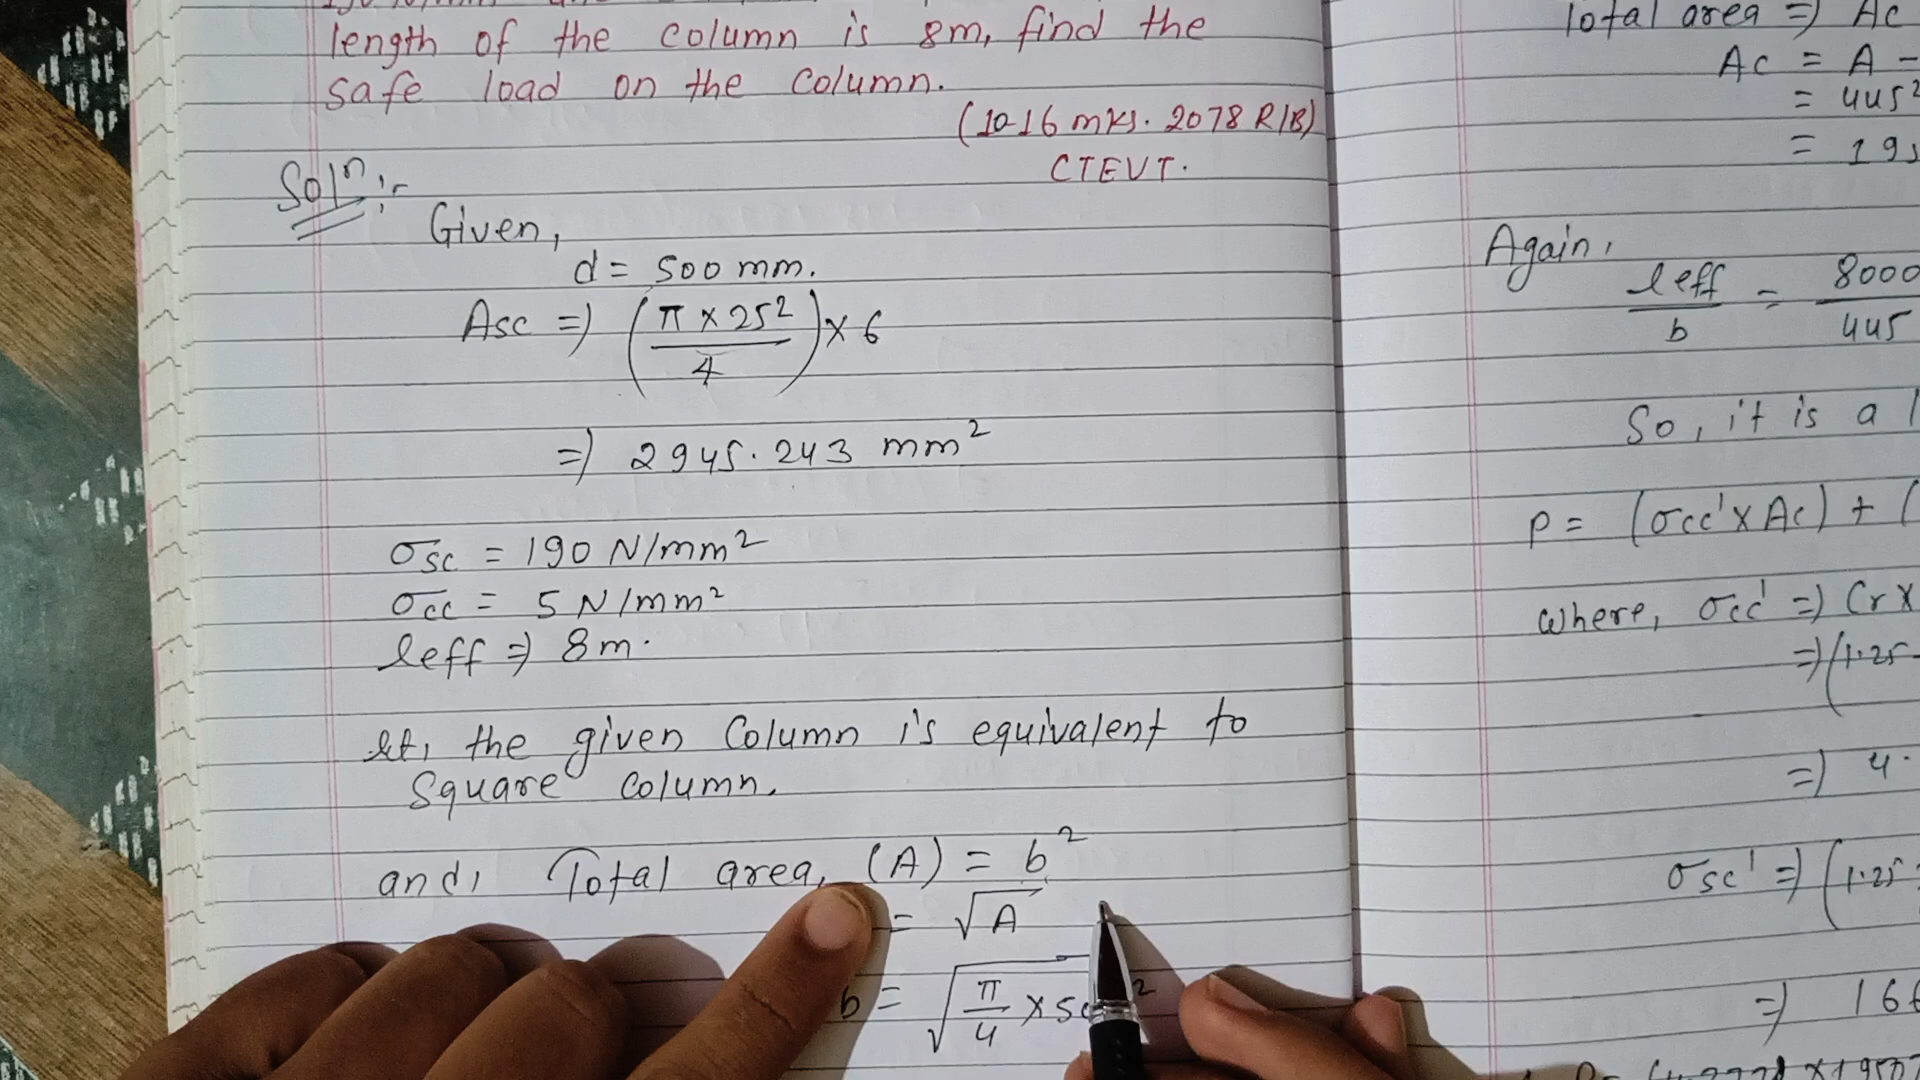 length of the column is 8m, find the
safe load on the column.
(10-16 mks. 2078 R/B)
CTEVT.
Solⁿ:-
Given,
d = 500 mm.
Asc => (π × 25² / 4) × 6
=> 2945.243 mm²
σsc = 190 N/mm²
σcc = 5 N/mm²
leff => 8m.
let, the given column is equivalent to
square column.
and, Total area, (A) = b²
= √A
b = √π/4 ×
Total area => Ac
Ac = A -
= 445²
= 19
Again,
leff / b = 8000 / 445
So, it is a
P = (σcc' × Ac) + (
where, σcc' => Cr ×
=> (1.25 -
=> 4.
σsc' => (1.25
=> 16